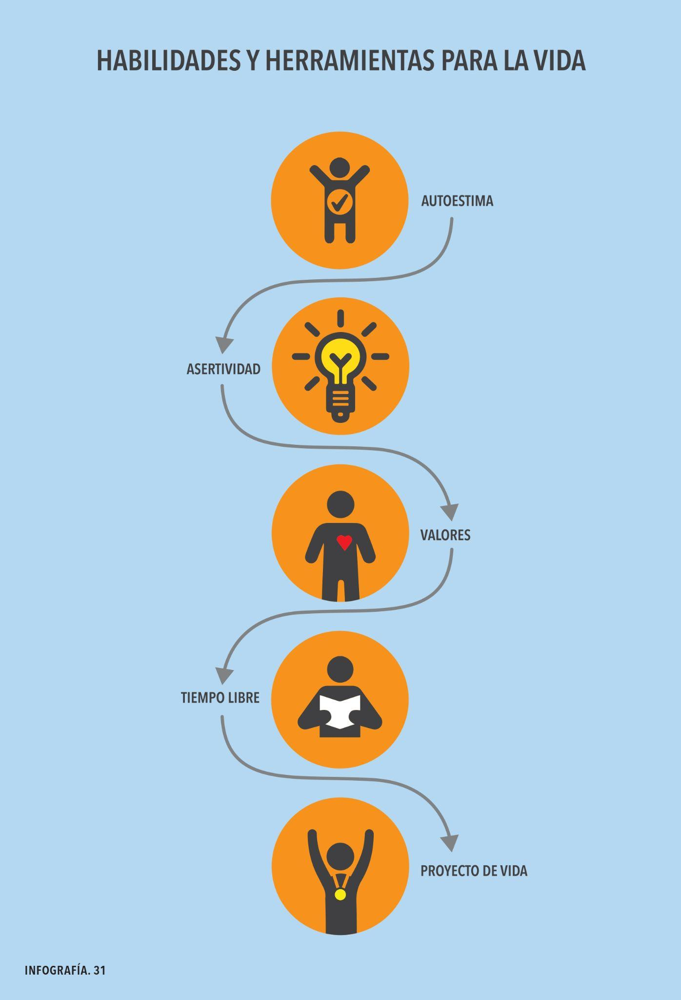 HABILIDADES Y HERRAMIENTAS PARA LA VIDA
AUTOESTIMA
ASERTIVIDAD
VALORES
TIEMPO LIBRE
PROYECTO DE VIDA
INFOGRAFÍA. 31